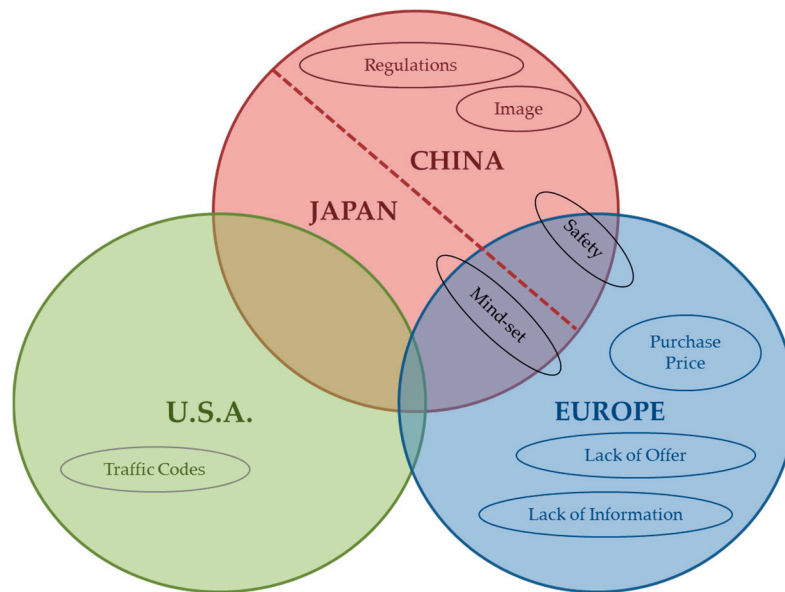 Regulations
Image
CHINA
JAPAN
Safety
Mind-set
Purchase
Price
U.S.A.
EUROPE
Traffic Codes
Lack of Offer
Lack of Information